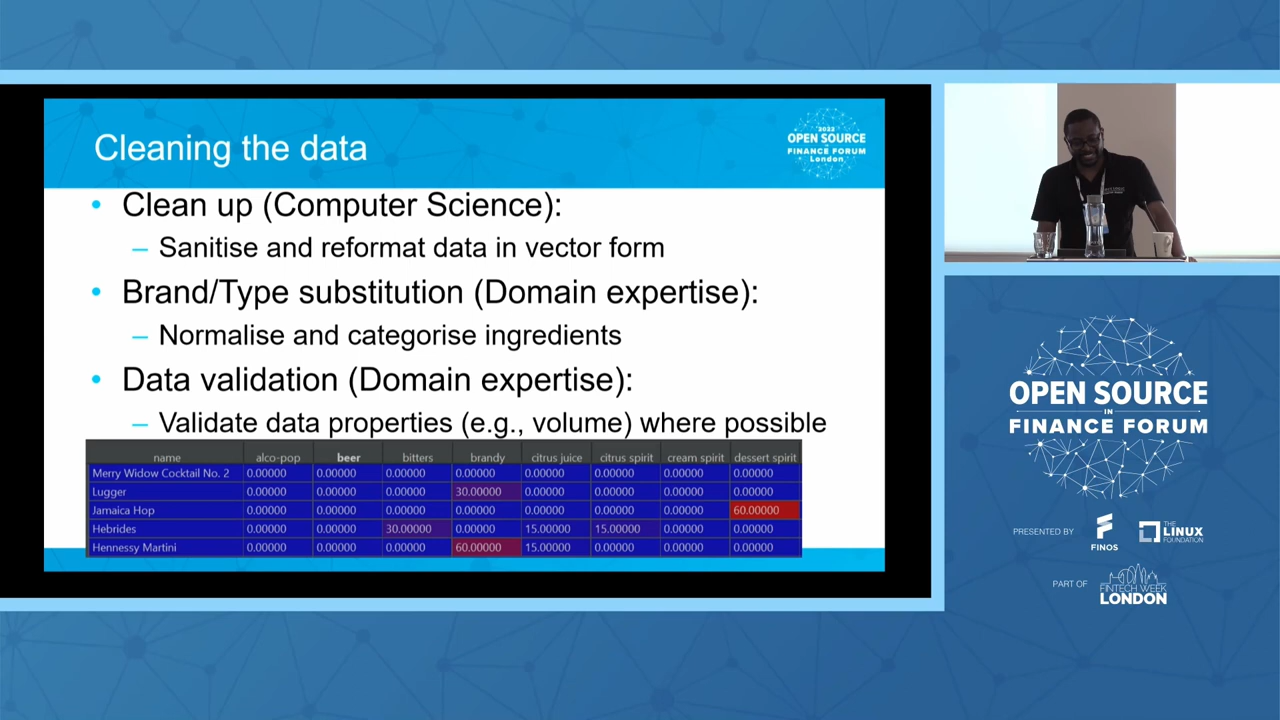 Cleaning the data
2022
OPEN SOURCE
IN
FINANCE FORUM
London
• Clean up (Computer Science):
– Sanitise and reformat data in vector form
• Brand/Type substitution (Domain expertise):
– Normalise and categorise ingredients
• Data validation (Domain expertise):
– Validate data properties (e.g., volume) where possible
name alco-pop beer bitters brandy citrus juice citrus spirit cream spirit dessert spirit
Merry Widow Cocktail No. 2 0.00000 0.00000 0.00000 0.00000 0.00000 0.00000 0.00000 0.00000
Lugger 0.00000 0.00000 0.00000 30.00000 0.00000 0.00000 0.00000 0.00000
Jamaica Hop 0.00000 0.00000 0.00000 0.00000 0.00000 0.00000 0.00000 60.00000
Hebrides 0.00000 0.00000 30.00000 0.00000 15.00000 15.00000 0.00000 0.00000
Hennessy Martini 0.00000 0.00000 0.00000 60.00000 15.00000 0.00000 0.00000 0.00000
OPEN SOURCE
IN
FINANCE FORUM
PRESENTED BY
FINOS
THE
LINUX
FOUNDATION
PART OF
FINTECH WEEK
LONDON